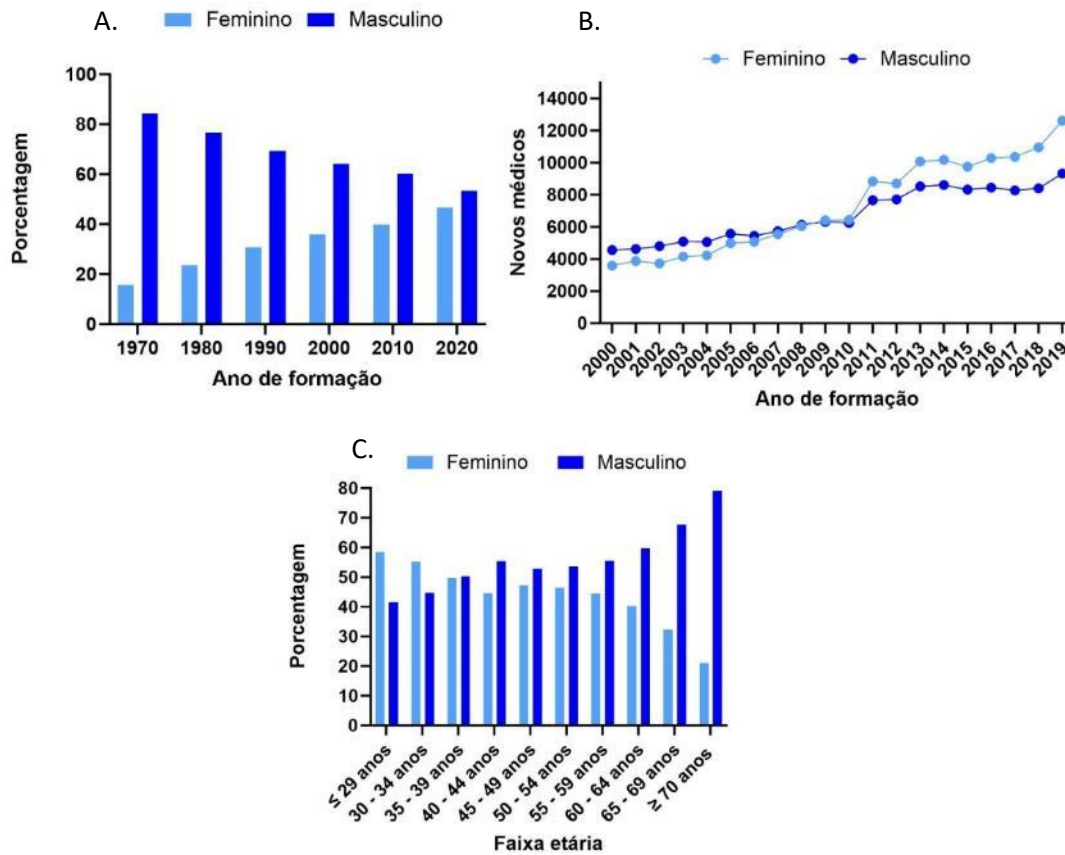 A.
Feminino Masculino
Porcentagem
100
80
60
40
20
0
1970 1980 1990 2000 2010 2020
Ano de formação
B.
Feminino Masculino
Novos médicos
14000
12000
10000
8000
6000
4000
2000
0
2000 2001 2002 2003 2004 2005 2006 2007 2008 2009 2010 2011 2012 2013 2014 2015 2016 2017 2018 2019
Ano de formação
C.
Feminino Masculino
Porcentagem
80
70
60
50
40
30
20
10
0
≤ 29 anos
30 - 34 anos
35 - 39 anos
40 - 44 anos
45 - 49 anos
50 - 54 anos
55 - 59 anos
60 - 64 anos
65 - 69 anos
≥ 70 anos
Faixa etária